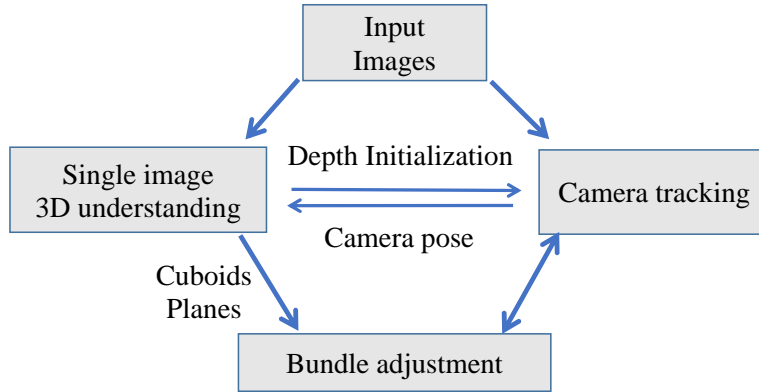 Input
Images
Depth Initialization
Single image
3D understanding
Camera tracking
Camera pose
Cuboids
Planes
Bundle adjustment